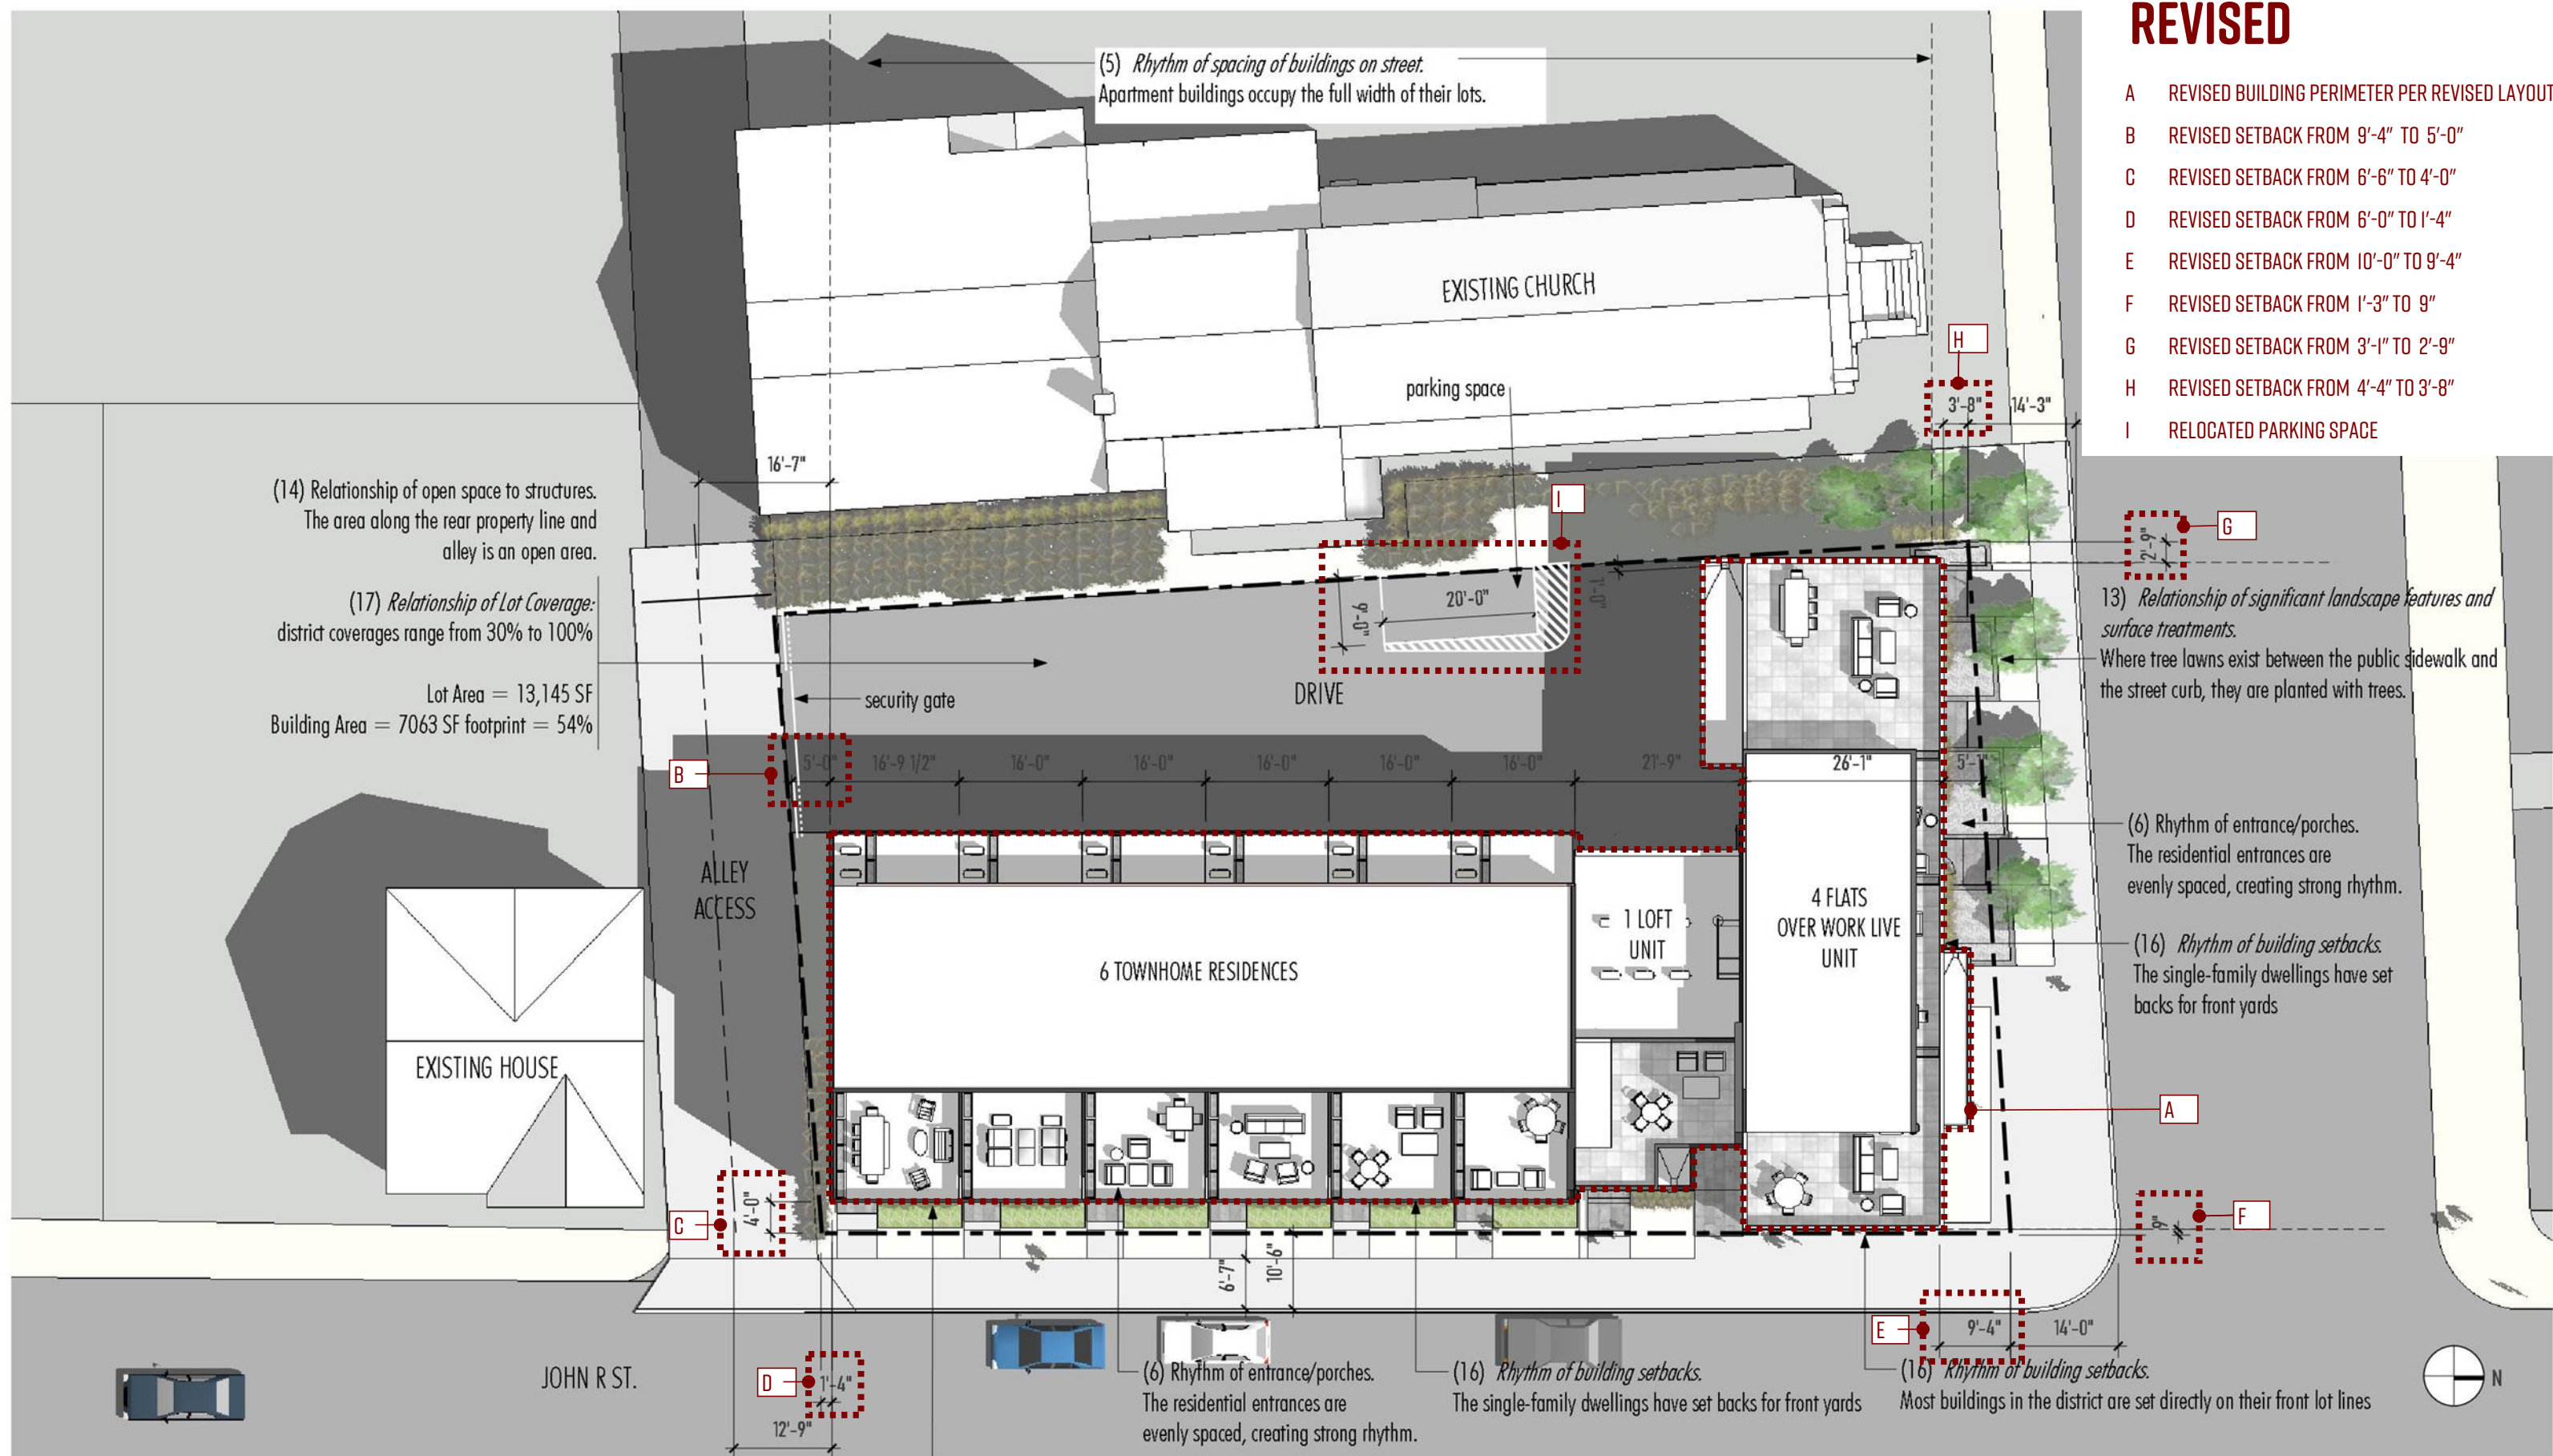 REVISED
A REVISED BUILDING PERIMETER PER REVISED LAYOUT
B REVISED SETBACK FROM 9'-4" TO 5'-0"
C REVISED SETBACK FROM 6'-6" TO 4'-0"
D REVISED SETBACK FROM 6'-0" TO 1'-4"
E REVISED SETBACK FROM 10'-0" TO 9'-4"
F REVISED SETBACK FROM 1'-3" TO 9"
G REVISED SETBACK FROM 3'-1" TO 2'-9"
H REVISED SETBACK FROM 4'-4" TO 3'-8"
I RELOCATED PARKING SPACE
(5) Rhythm of spacing of buildings on street.
Apartment buildings occupy the full width of their lots.
EXISTING CHURCH
parking space
H
3'-8" 14'-3"
16'-7"
(14) Relationship of open space to structures.
The area along the rear property line and
alley is an open area.
(17) Relationship of Lot Coverage:
district coverages range from 30% to 100%
Lot Area = 13,145 SF
Building Area = 7063 SF footprint = 54%
I
G
2'-9"
9'-0"
20'-0"
1'-0"
13) Relationship of significant landscape features and
surface treatments.
Where tree lawns exist between the public sidewalk and
the street curb, they are planted with trees.
security gate
DRIVE
B
5'-0" 16'-9 1/2" 16'-0" 16'-0" 16'-0" 16'-0" 16'-0" 21'-9" 26'-1"
(6) Rhythm of entrance/porches.
The residential entrances are
evenly spaced, creating strong rhythm.
ALLEY
ACCESS
6 TOWNHOME RESIDENCES
1 LOFT
UNIT
4 FLATS
OVER WORK LIVE
UNIT
(16) Rhythm of building setbacks.
The single-family dwellings have set
backs for front yards
EXISTING HOUSE
A
C
4'-0"
F
9"
6'-7"
10'-6"
E
9'-4" 14'-0"
JOHN R ST.
D
1'-4"
12'-9"
(6) Rhythm of entrance/porches.
The residential entrances are
evenly spaced, creating strong rhythm.
(16) Rhythm of building setbacks.
The single-family dwellings have set backs for front yards
(16) Rhythm of building setbacks.
Most buildings in the district are set directly on their front lot lines
N